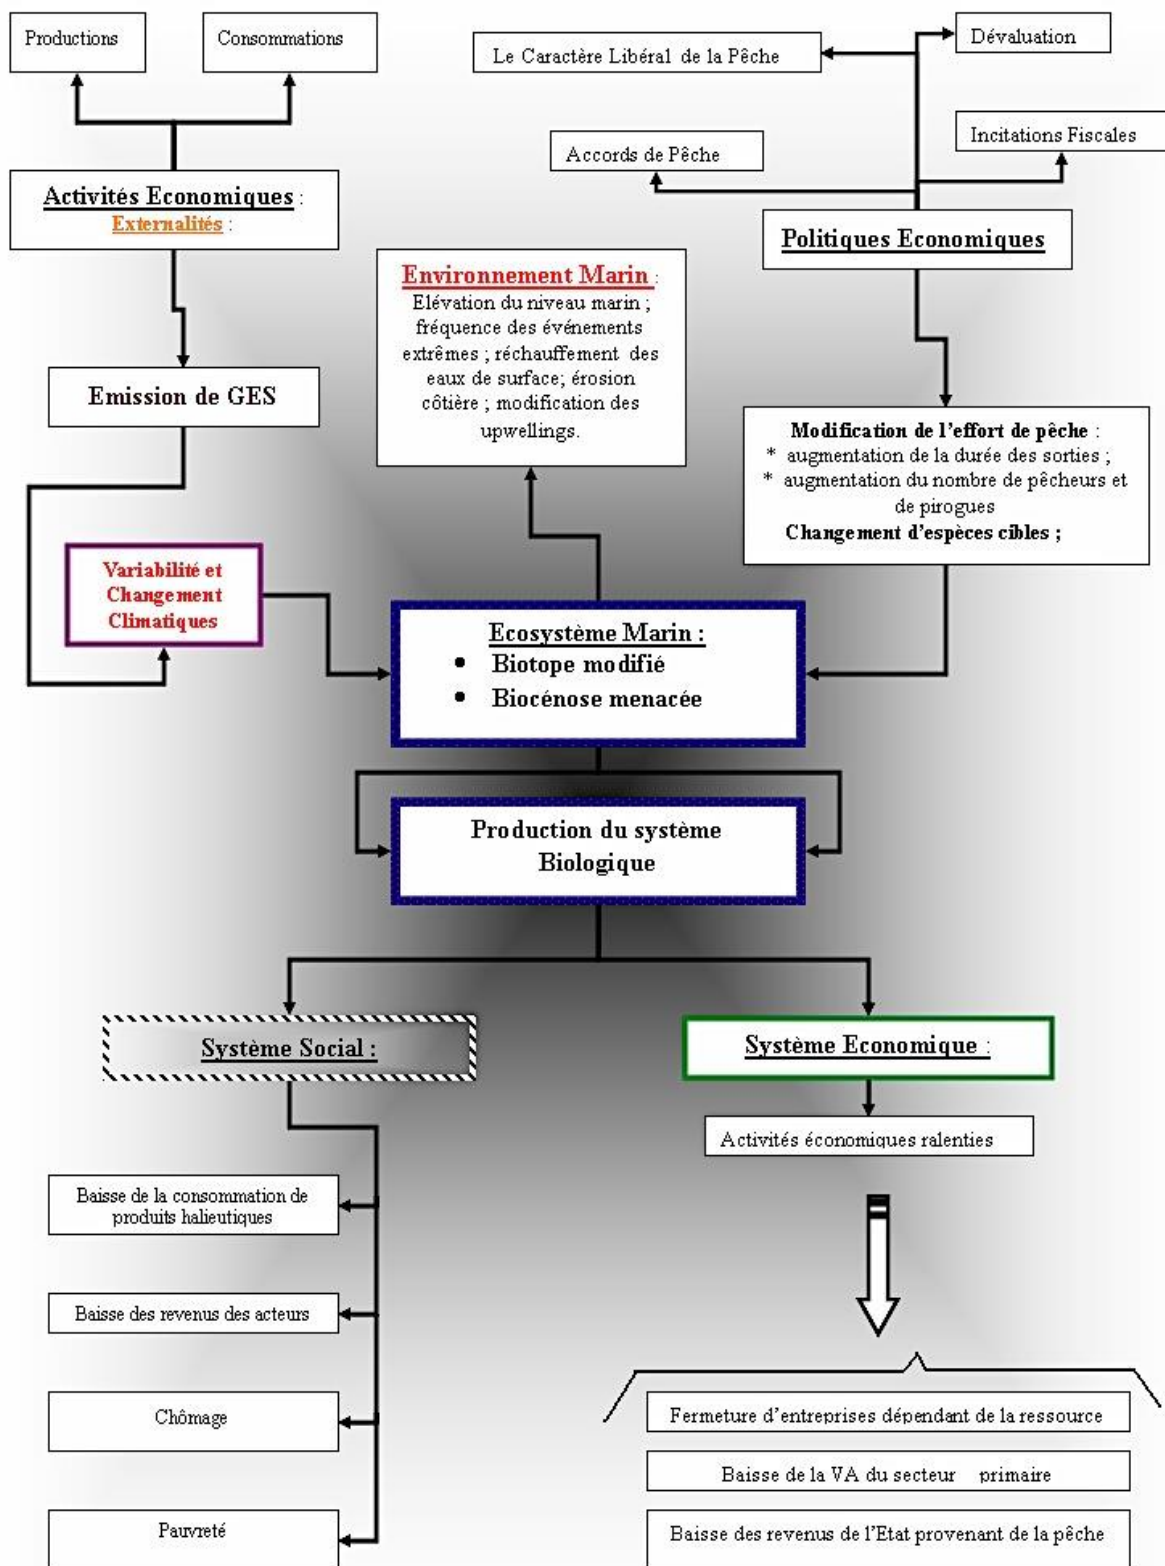 Productions
Consommations
Le Caractère Libéral de la Pêche
Dévaluation
Accords de Pêche
Incitations Fiscales
Activités Economiques :
Externalités :
Politiques Economiques
Environnement Marin :
Elévation du niveau marin ;
fréquence des événements
extrêmes ; réchauffement des
eaux de surface; érosion
côtière ; modification des
upwellings.
Emission de GES
Modification de l'effort de pêche :
* augmentation de la durée des sorties ;
* augmentation du nombre de pêcheurs et
de pirogues
Changement d'espèces cibles ;
Variabilité et
Changement
Climatiques
Ecosystème Marin :
• Biotope modifié
• Biocénose menacée
Production du système
Biologique
Système Social :
Système Economique :
Activités économiques ralenties
Baisse de la consommation de
produits halieutiques
Baisse des revenus des acteurs
Chômage
Pauvreté
Fermeture d'entreprises dépendant de la ressource
Baisse de la VA du secteur primaire
Baisse des revenus de l'Etat provenant de la pêche